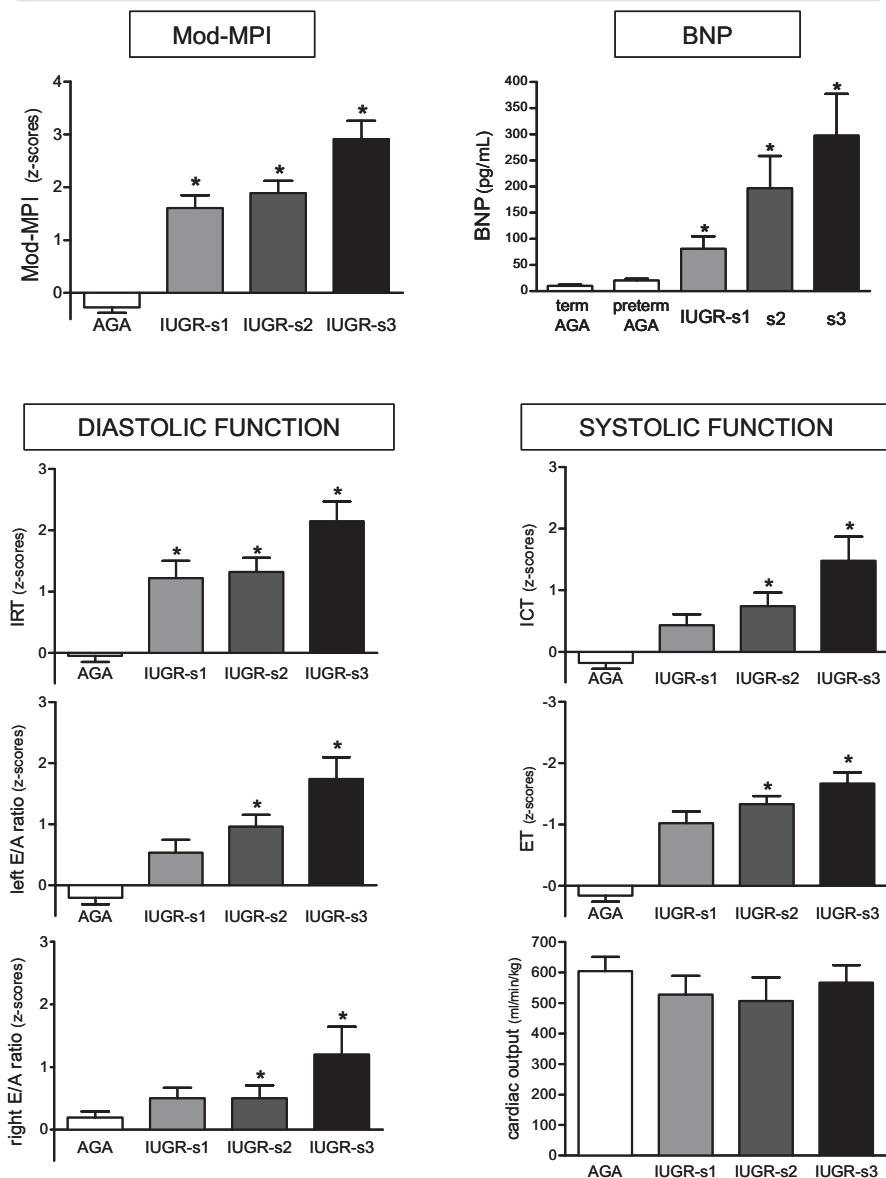 Mod-MPI
BNP
Mod-MPI (z-scores)
4
3
2
1
0
*
*
*
AGA
IUGR-s1
IUGR-s2
IUGR-s3
BNP (pg/mL)
400
350
300
250
200
150
100
50
0
*
*
*
term AGA
preterm AGA
IUGR-s1
s2
s3
DIASTOLIC FUNCTION
SYSTOLIC FUNCTION
IRT (z-scores)
3
2
1
0
*
*
*
AGA
IUGR-s1
IUGR-s2
IUGR-s3
ICT (z-scores)
3
2
1
0
*
*
AGA
IUGR-s1
IUGR-s2
IUGR-s3
left E/A ratio (z-scores)
3
2
1
0
*
*
AGA
IUGR-s1
IUGR-s2
IUGR-s3
ET (z-scores)
-3
-2
-1
-0
*
*
AGA
IUGR-s1
IUGR-s2
IUGR-s3
right E/A ratio (z-scores)
3
2
1
0
*
*
AGA
IUGR-s1
IUGR-s2
IUGR-s3
cardiac output (ml/min/kg)
700
600
500
400
300
200
100
0
AGA
IUGR-s1
IUGR-s2
IUGR-s3